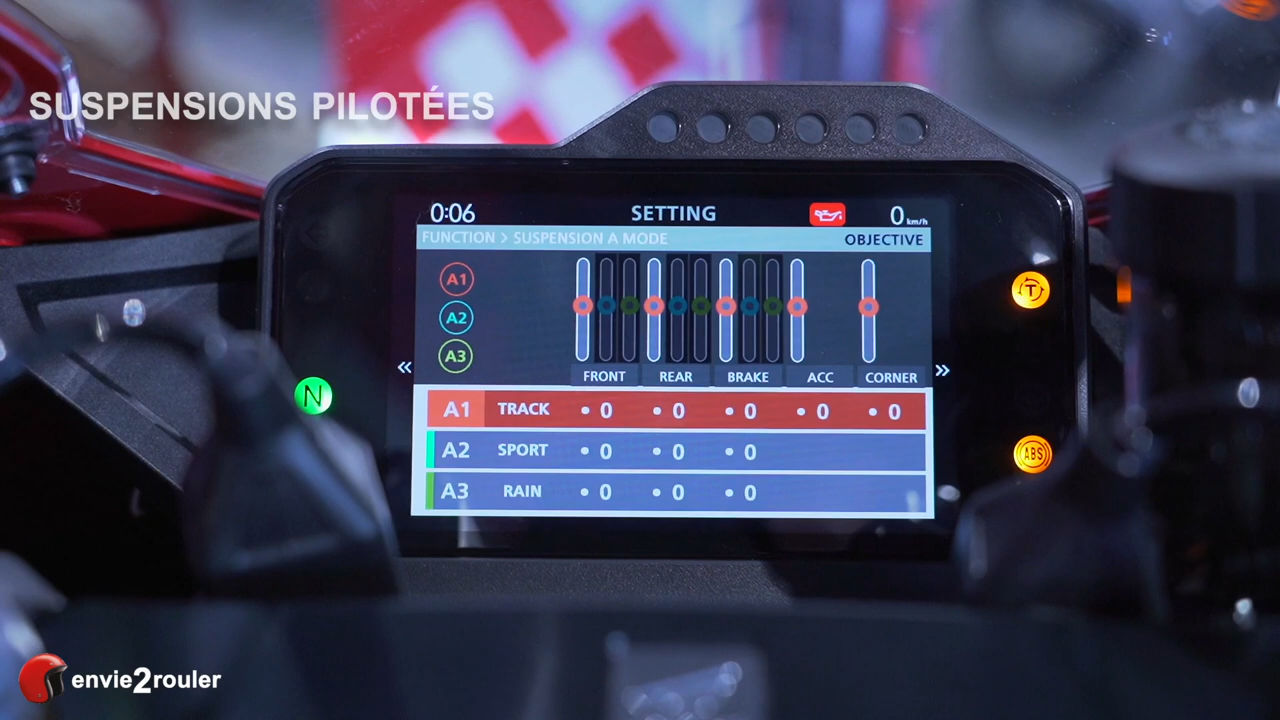 SUSPENSIONS PILOTÉES
0:06 SETTING 0 km/h
FUNCTION > SUSPENSION A MODE OBJECTIVE
A1
A2
A3
« »
FRONT REAR BRAKE ACC CORNER
A1 TRACK • 0 • 0 • 0 • 0 • 0
A2 SPORT • 0 • 0 • 0
A3 RAIN • 0 • 0 • 0
N
T
ABS
envie2rouler